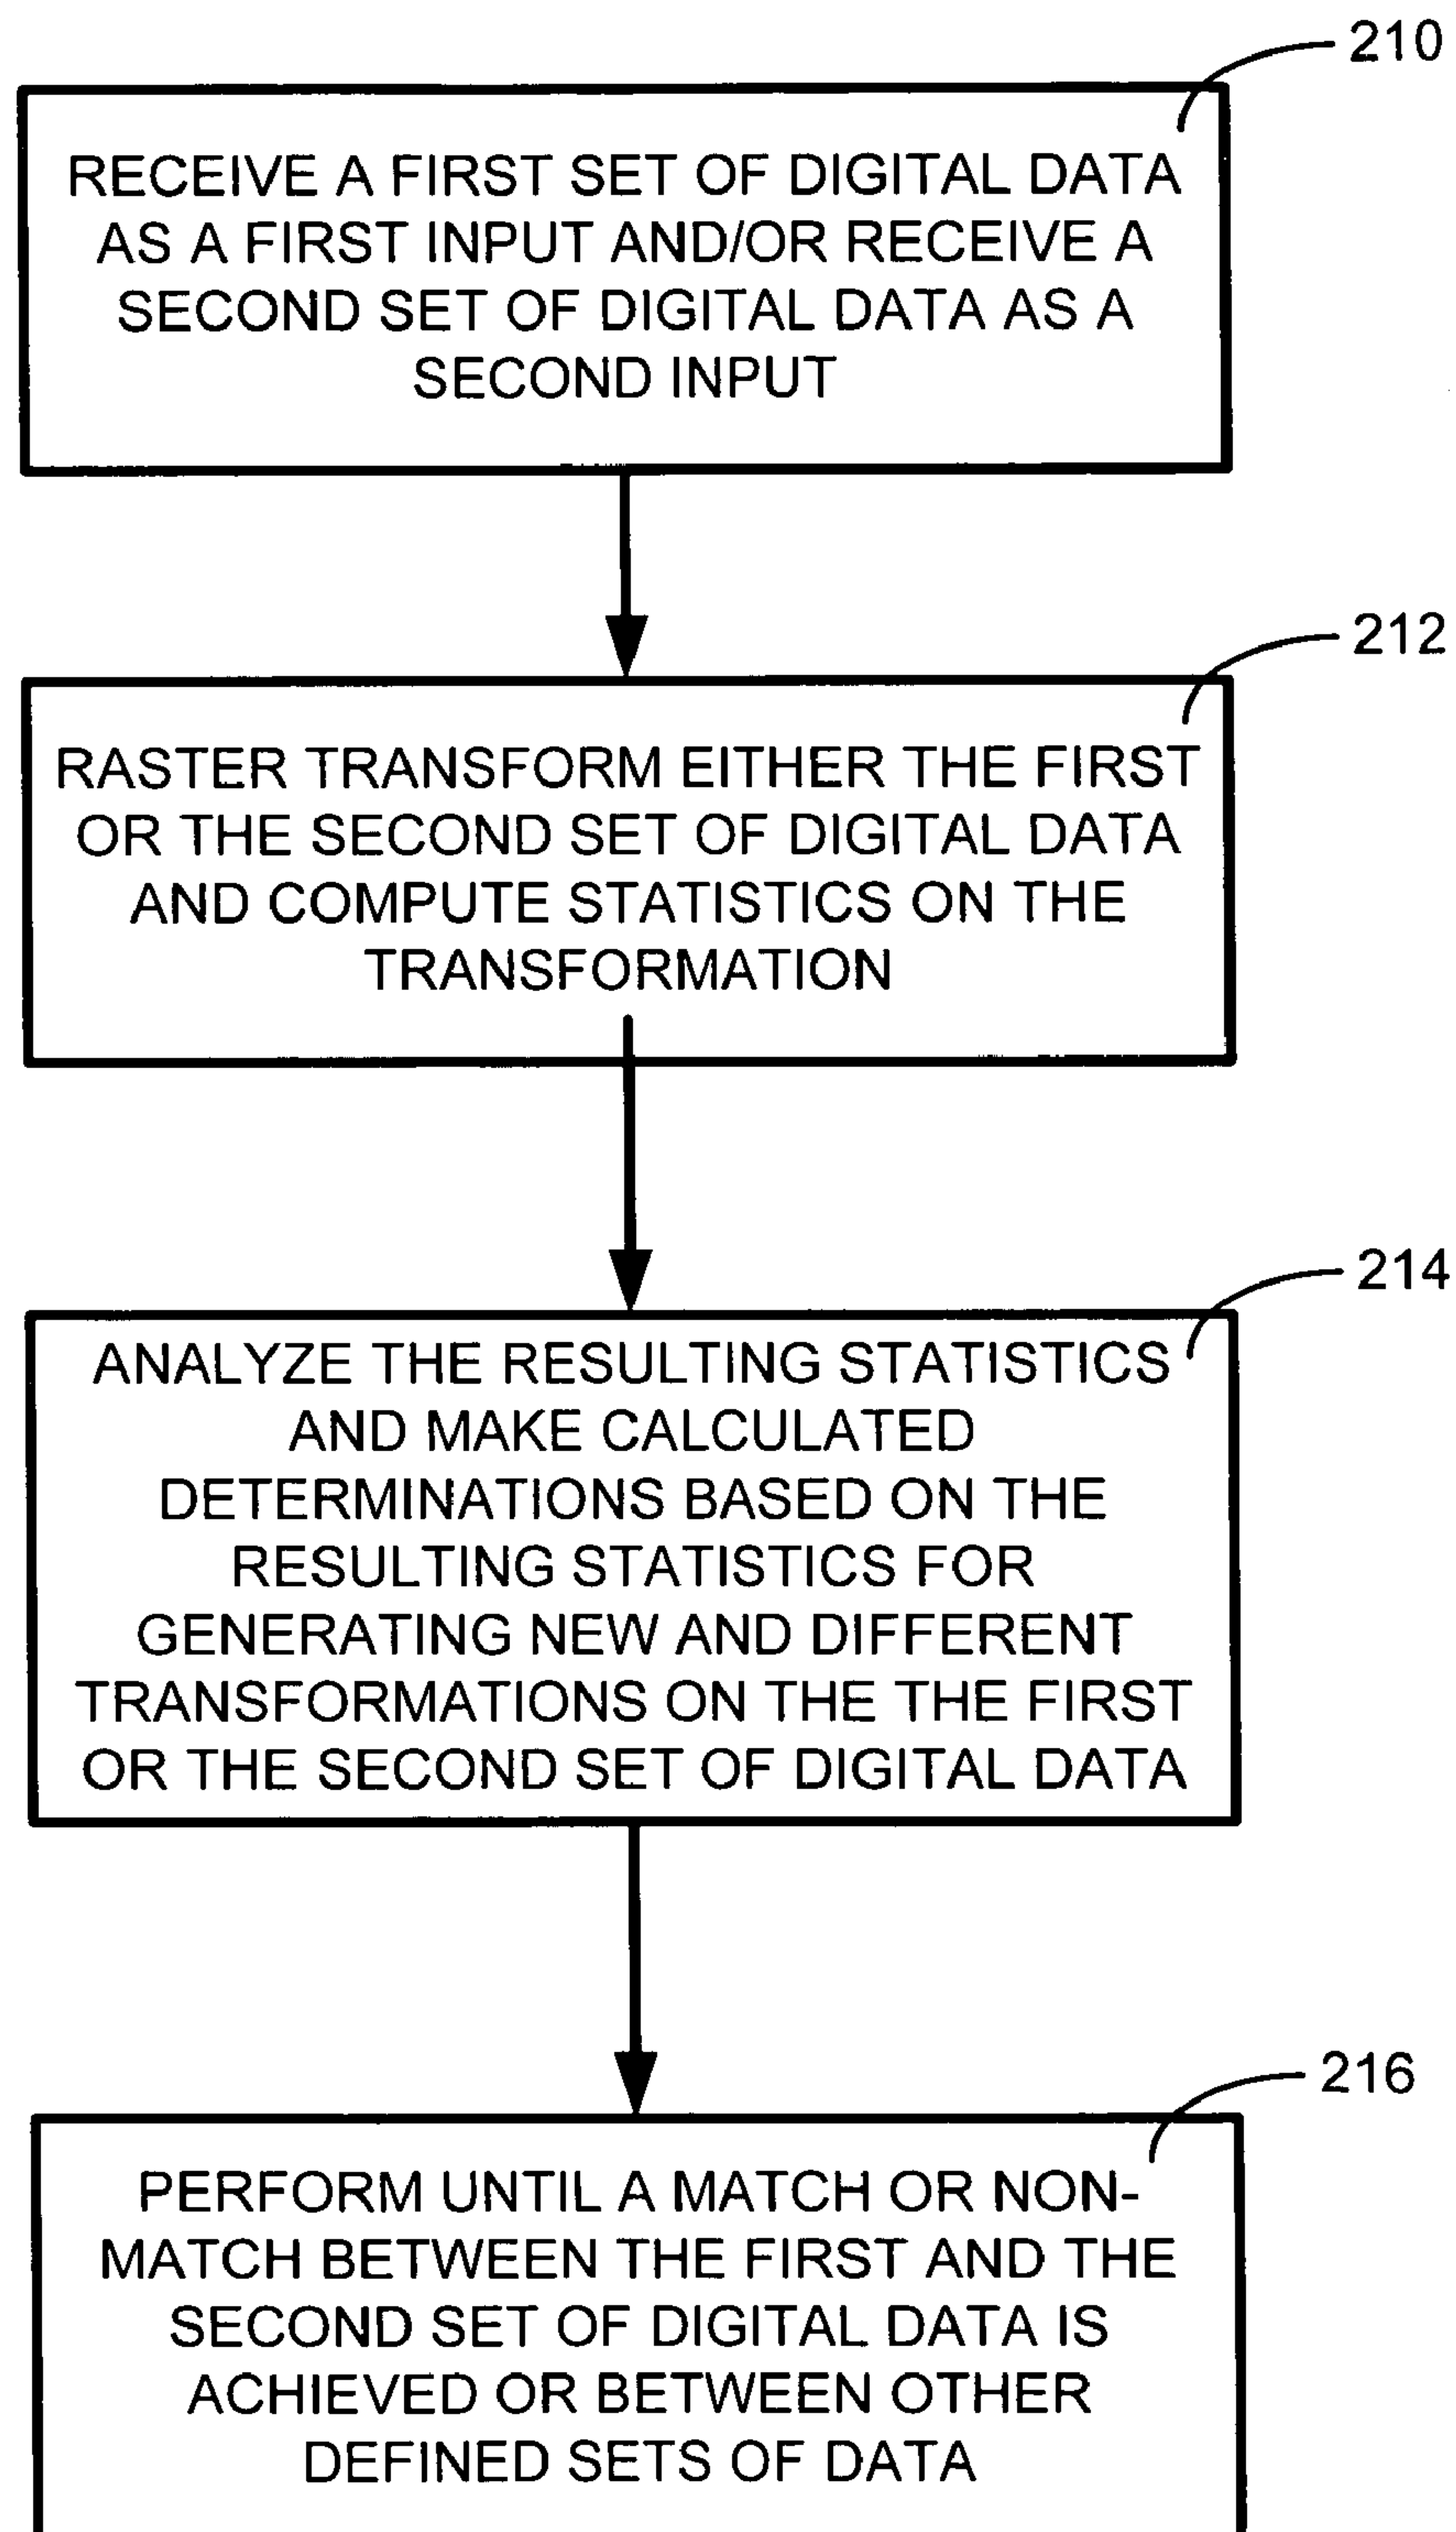 210
RECEIVE A FIRST SET OF DIGITAL DATA
AS A FIRST INPUT AND/OR RECEIVE A
SECOND SET OF DIGITAL DATA AS A
SECOND INPUT
212
RASTER TRANSFORM EITHER THE FIRST
OR THE SECOND SET OF DIGITAL DATA
AND COMPUTE STATISTICS ON THE
TRANSFORMATION
214
ANALYZE THE RESULTING STATISTICS
AND MAKE CALCULATED
DETERMINATIONS BASED ON THE
RESULTING STATISTICS FOR
GENERATING NEW AND DIFFERENT
TRANSFORMATIONS ON THE THE FIRST
OR THE SECOND SET OF DIGITAL DATA
216
PERFORM UNTIL A MATCH OR NON-
MATCH BETWEEN THE FIRST AND THE
SECOND SET OF DIGITAL DATA IS
ACHIEVED OR BETWEEN OTHER
DEFINED SETS OF DATA